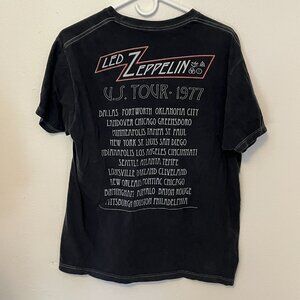 LED ZEPPELIN
U.S. TOUR · 1977
DALLAS FORTWORTH OKLAHOMA CITY
LANDOVER CHICAGO GREENSBORO
MINNEAPOLIS TAMPA ST PAUL
NEW YORK ST LOUIS SAN DIEGO
INDIANAPOLIS LOS ANGELES CINCINNATI
SEATTLE ATLANTA TEMPE
LOUISVILLE OAKLAND CLEVELAND
NEW ORLEANS PONTIAC CHICAGO
BIRMINGHAM BUFFALO BATON ROUGE
PITTSBURGH HOUSTON PHILADELPHIA